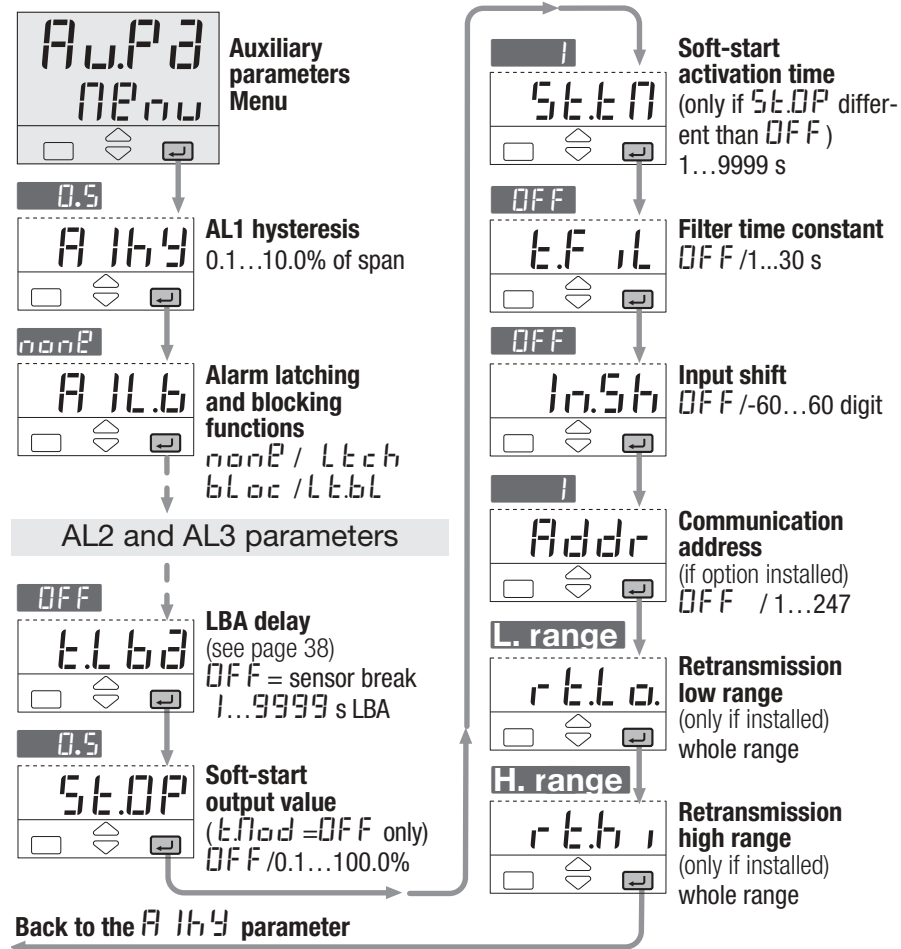 Au.Pd
MEnu
Auxiliary
parameters
Menu
0.5
A1hy
AL1 hysteresis
0.1…10.0% of span
nonE
A1L.b
Alarm latching
and blocking
functions
nonE / Ltch
bLoc / Lt.bL
AL2 and AL3 parameters
OFF
t.Lbd
LBA delay
(see page 38)
OFF = sensor break
1…9999 s LBA
0.5
St.OP
Soft-start
output value
(t.Mod =OFF only)
OFF /0.1…100.0%
1
St.tM
Soft-start
activation time
(only if St.OP differ-
ent than OFF )
1…9999 s
OFF
t.FiL
Filter time constant
OFF /1...30 s
OFF
In.Sh
Input shift
OFF /-60…60 digit
1
Addr
Communication
address
(if option installed)
OFF / 1…247
L. range
rt.Lo.
Retransmission
low range
(only if installed)
whole range
H. range
rt.hi
Retransmission
high range
(only if installed)
whole range
Back to the A1hy parameter